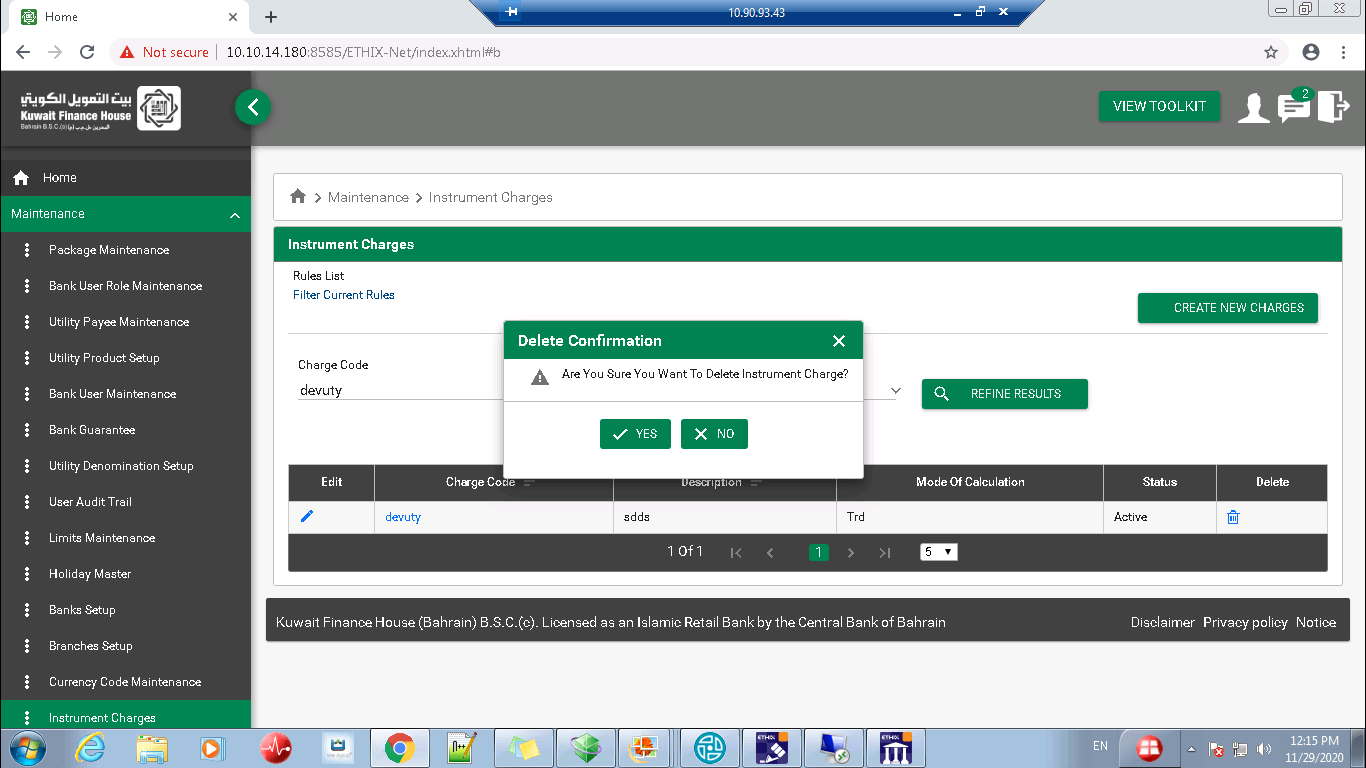 Home
10.90.93.43
Not secure
10.10.14.180:8585/ETHIX-Net/index.xhtml#b
بيت التمويل الكويتي
Kuwait Finance House
Bahrain B.S.C.(c)
VIEW TOOLKIT
2
Home
Maintenance
Package Maintenance
Bank User Role Maintenance
Utility Payee Maintenance
Utility Product Setup
Bank User Maintenance
Bank Guarantee
Utility Denomination Setup
User Audit Trail
Limits Maintenance
Holiday Master
Banks Setup
Branches Setup
Currency Code Maintenance
Instrument Charges
Maintenance
Instrument Charges
Instrument Charges
Rules List
Filter Current Rules
CREATE NEW CHARGES
Charge Code
devuty
REFINE RESULTS
Delete Confirmation
Are You Sure You Want To Delete Instrument Charge?
YES
NO
Edit
Charge Code
Description
Mode Of Calculation
Status
Delete
devuty
sdds
Trd
Active
1 Of 1
1
5
Kuwait Finance House (Bahrain) B.S.C.(c). Licensed as an Islamic Retail Bank by the Central Bank of Bahrain
Disclaimer
Privacy policy
Notice
ETHIX
ETHIX
EN
12:15 PM
11/29/2020